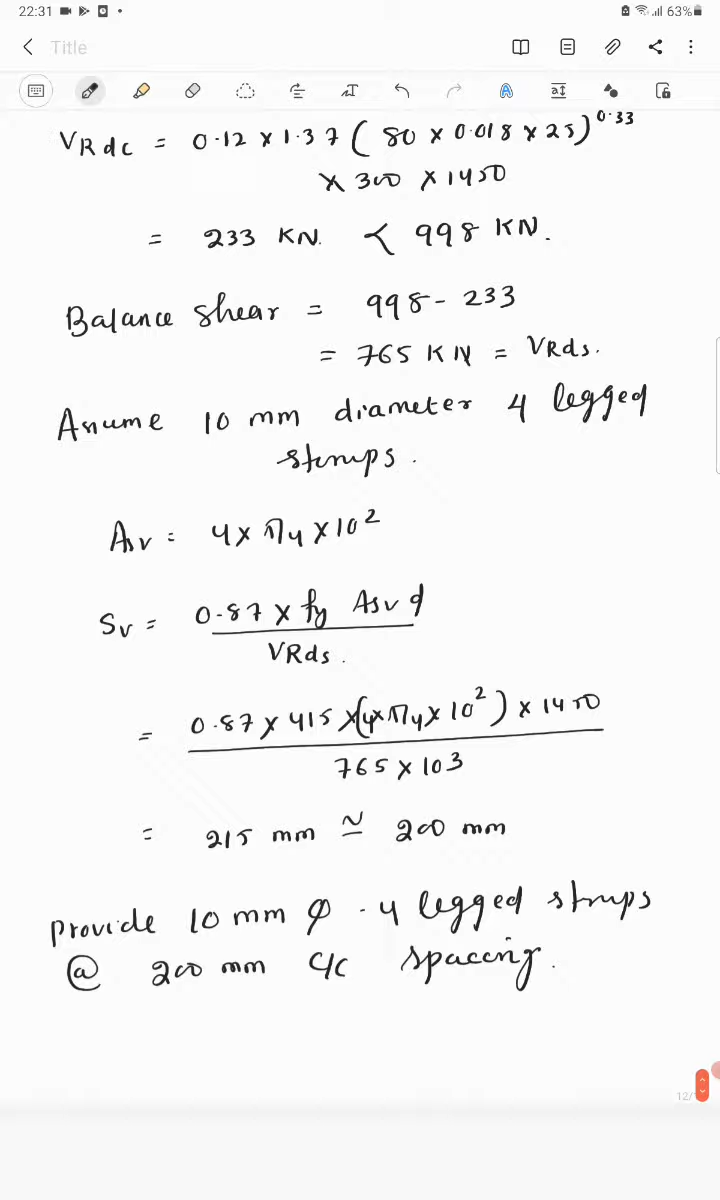 22:31
63%
Title
VRdc = 0.12 x 1.37 ( 80 x 0.018 x 25)^0.33
x 300 x 1450
= 233 KN. < 998 KN.
Balance shear = 998 - 233
= 765 KN = VRds.
Assume 10 mm diameter 4 legged
stirrups.
Asv = 4 x π/4 x 10²
Sv = 0.87 x fy Asv d
VRds.
= 0.87 x 415 x (4 x π/4 x 10²) x 1450
765 x 10³
= 215 mm ≃ 200 mm
Provide 10 mm φ - 4 legged stirrups
@ 200 mm c/c spacing.
12/